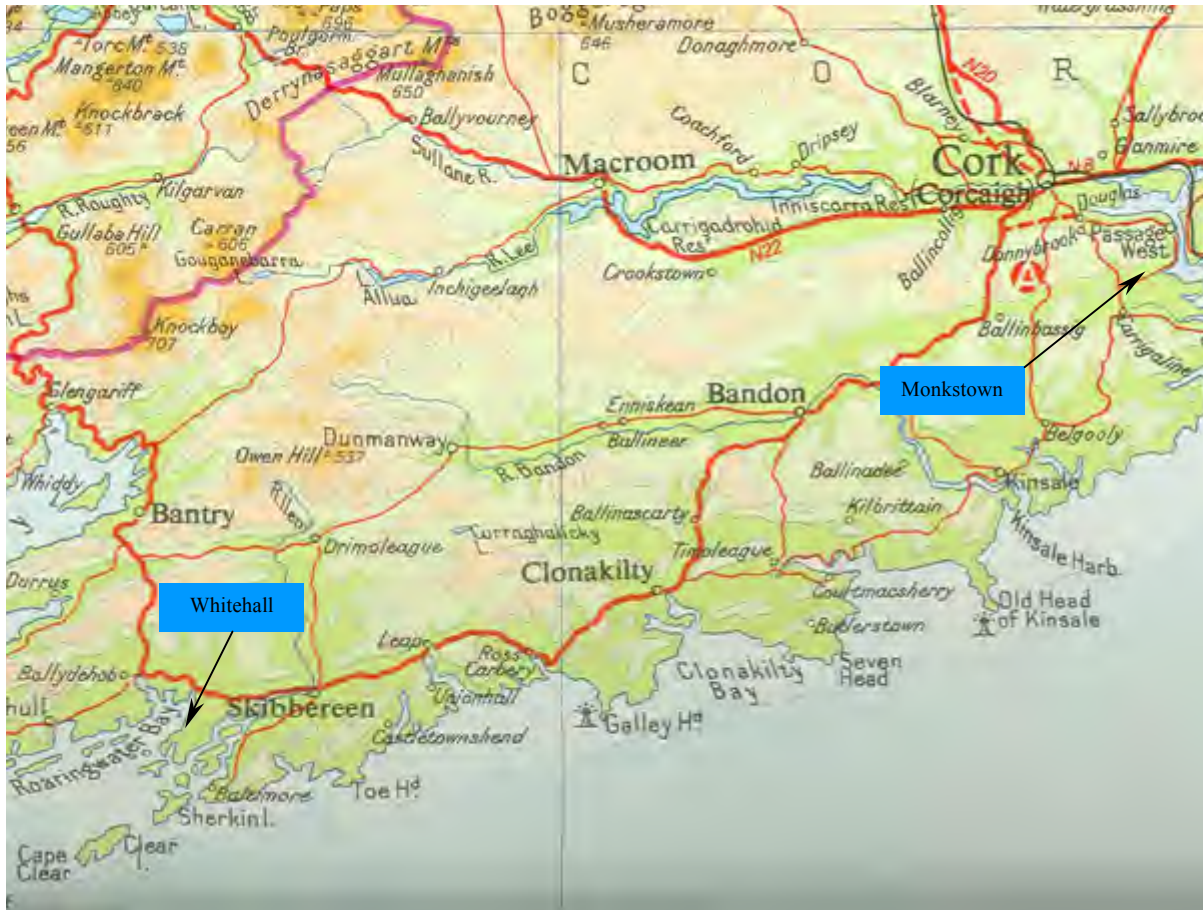 Torc Mt. 538
Mangerton Mt.
840
Knockbrack
611
Derrynasaggart Mts
Mullaghanish
650
Ballyvourney
Sullane R.
Musheramore
646
Donaghmore
C
O
R
N20
Blarney
Coachford
Dripsey
Macroom
Cork
Corcaigh
N8
Glanmire
Douglas
Passage
West
Donnybrook
Ballincollig
Inniscarra Resr
Carrigadrohid
Resr
N22
Crookstown
R. Lee
Inchigeelagh
Allua
Gouganebarra
Kilgarvan
R. Roughty
Gullaba Hill
605
Carran
606
Knockboy
707
Glengariff
Whiddy
Bantry
Owen Hill 537
Dunmanway
Enniskean
Ballineen
R. Bandon
Bandon
Ballinhassig
Carrigaline
Monkstown
Belgooly
Kinsale
Kinsale Harb.
Ballinadee
Kilbrittain
Ballinascarty
Timoleague
Clonakilty
Courtmacsherry
Butlerstown
Old Head
of Kinsale
Seven
Head
Clonakilty
Bay
Galley Hd
Curraghalicky
L.
R. Ilen
Drimoleague
Durrus
Whitehall
Ballydehob
Leap
Ross
Carbery
Unionhall
Skibbereen
Castletownshend
Toe Hd
Roaringwater Bay
Baltimore
Sherkin I.
Cape
Clear
Clear
I.